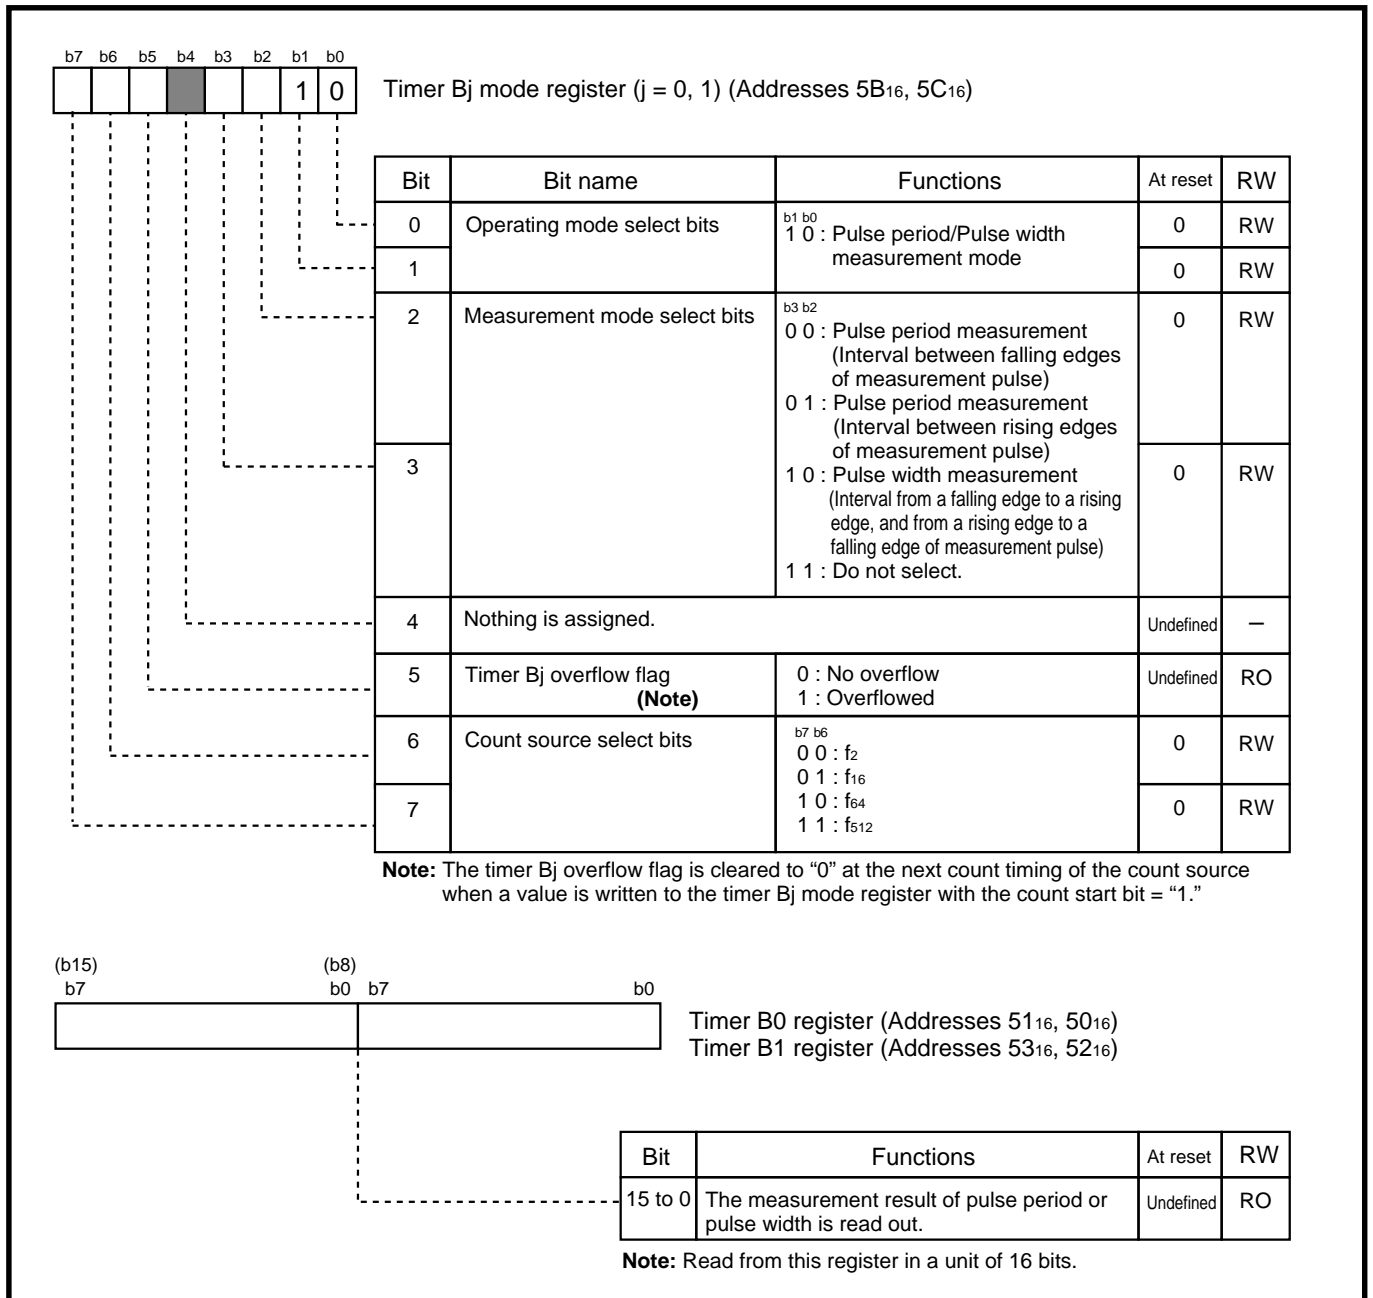 b7 b6 b5 b4 b3 b2 b1 b0
1 0
Timer Bj mode register (j = 0, 1) (Addresses 5B16, 5C16)
Bit Bit name Functions At reset RW
0 Operating mode select bits b1 b0 0 RW
1 0 : Pulse period/Pulse width
measurement mode
1 0 RW
2 Measurement mode select bits b3 b2 0 RW
0 0 : Pulse period measurement
(Interval between falling edges
of measurement pulse)
0 1 : Pulse period measurement
(Interval between rising edges
of measurement pulse)
3 0 RW
1 0 : Pulse width measurement
(Interval from a falling edge to a rising
edge, and from a rising edge to a
falling edge of measurement pulse)
1 1 : Do not select.
4 Nothing is assigned. Undefined –
5 Timer Bj overflow flag 0 : No overflow Undefined RO
(Note) 1 : Overflowed
6 Count source select bits b7 b6 0 RW
0 0 : f2
0 1 : f16
7 1 0 : f64 0 RW
1 1 : f512
Note: The timer Bj overflow flag is cleared to “0” at the next count timing of the count source
when a value is written to the timer Bj mode register with the count start bit = “1.”
(b15) (b8)
b7 b0 b7 b0
Timer B0 register (Addresses 5116, 5016)
Timer B1 register (Addresses 5316, 5216)
Bit Functions At reset RW
15 to 0 The measurement result of pulse period or Undefined RO
pulse width is read out.
Note: Read from this register in a unit of 16 bits.